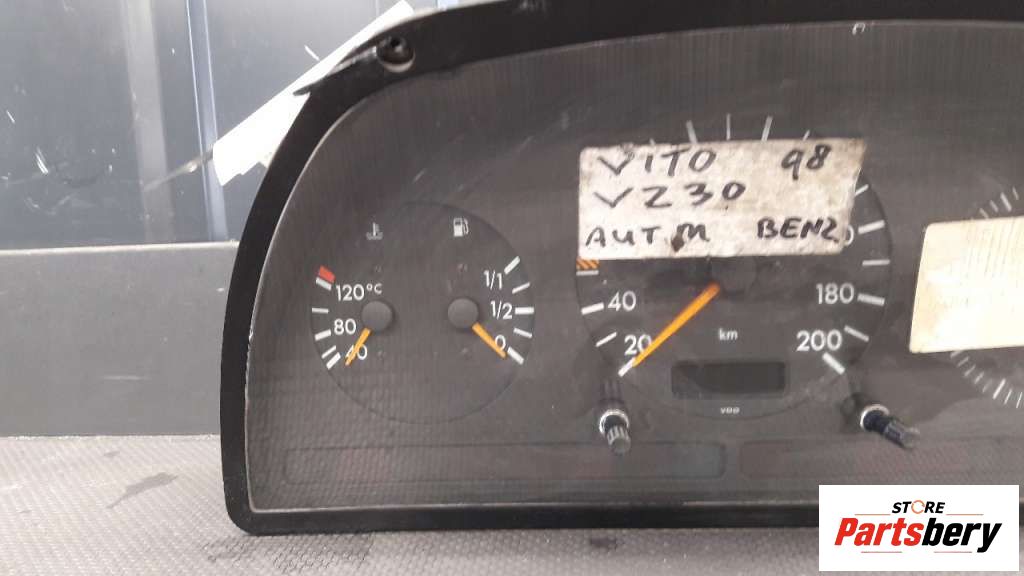 VITO 98
VZ30
AUT.M BENZ
120°C
80
40
1/1
1/2
0
20
40
180
200
km
VDO
STORE
Partsbery